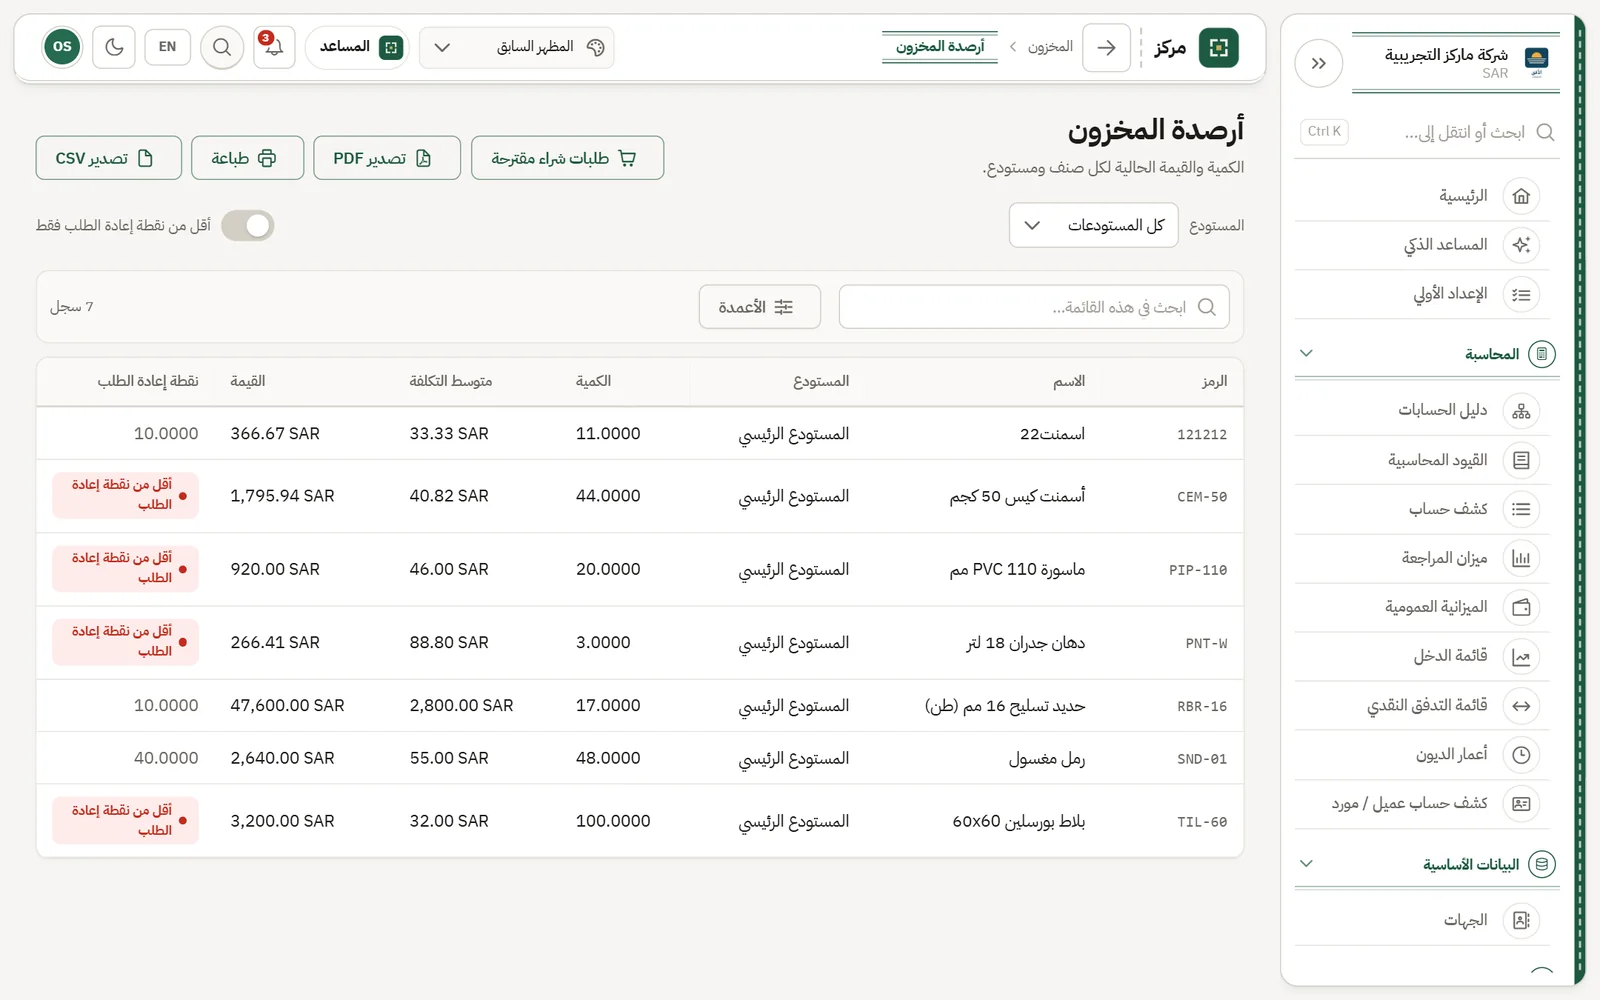 شركة ماركز التجريبية
SAR
ابحث أو انتقل إلى...
Ctrl K
الرئيسية
المساعد الذكي
الإعداد الأولي
المحاسبة
دليل الحسابات
القيود المحاسبية
كشف حساب
ميزان المراجعة
الميزانية العمومية
قائمة الدخل
قائمة التدفق النقدي
أعمار الديون
كشف حساب عميل / مورد
البيانات الأساسية
الجهات
مركز
المخزون
أرصدة المخزون
المظهر السابق
المساعد
3
EN
OS
أرصدة المخزون
الكمية والقيمة الحالية لكل صنف ومستودع.
طلبات شراء مقترحة
تصدير PDF
طباعة
تصدير CSV
المستودع
كل المستودعات
أقل من نقطة إعادة الطلب فقط
ابحث في هذه القائمة...
الأعمدة
7 سجل
الرمز الاسم المستودع الكمية متوسط التكلفة القيمة نقطة إعادة الطلب
121212 اسمنت22 المستودع الرئيسي 11.0000 33.33 SAR 366.67 SAR 10.0000
CEM-50 أسمنت كيس 50 كجم المستودع الرئيسي 44.0000 40.82 SAR 1,795.94 SAR أقل من نقطة إعادة
الطلب
PIP-110 ماسورة PVC 110 مم المستودع الرئيسي 20.0000 46.00 SAR 920.00 SAR أقل من نقطة إعادة
الطلب
PNT-W دهان جدران 18 لتر المستودع الرئيسي 3.0000 88.80 SAR 266.41 SAR أقل من نقطة إعادة
الطلب
RBR-16 حديد تسليح 16 مم (طن) المستودع الرئيسي 17.0000 2,800.00 SAR 47,600.00 SAR 10.0000
SND-01 رمل مغسول المستودع الرئيسي 48.0000 55.00 SAR 2,640.00 SAR 40.0000
TIL-60 بلاط بورسلين 60x60 المستودع الرئيسي 100.0000 32.00 SAR 3,200.00 SAR أقل من نقطة إعادة
الطلب